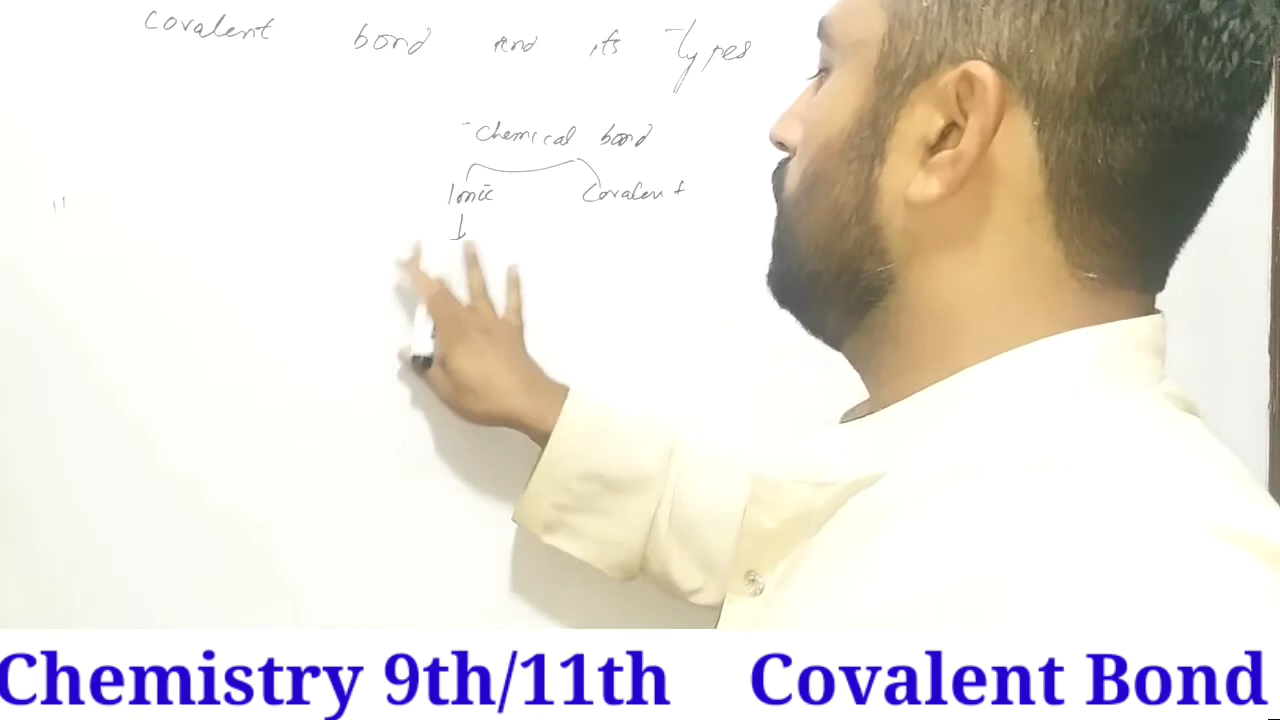 Covalent bond and its Types
Chemical bond
Ionic Covalent
Chemistry 9th/11th Covalent Bond